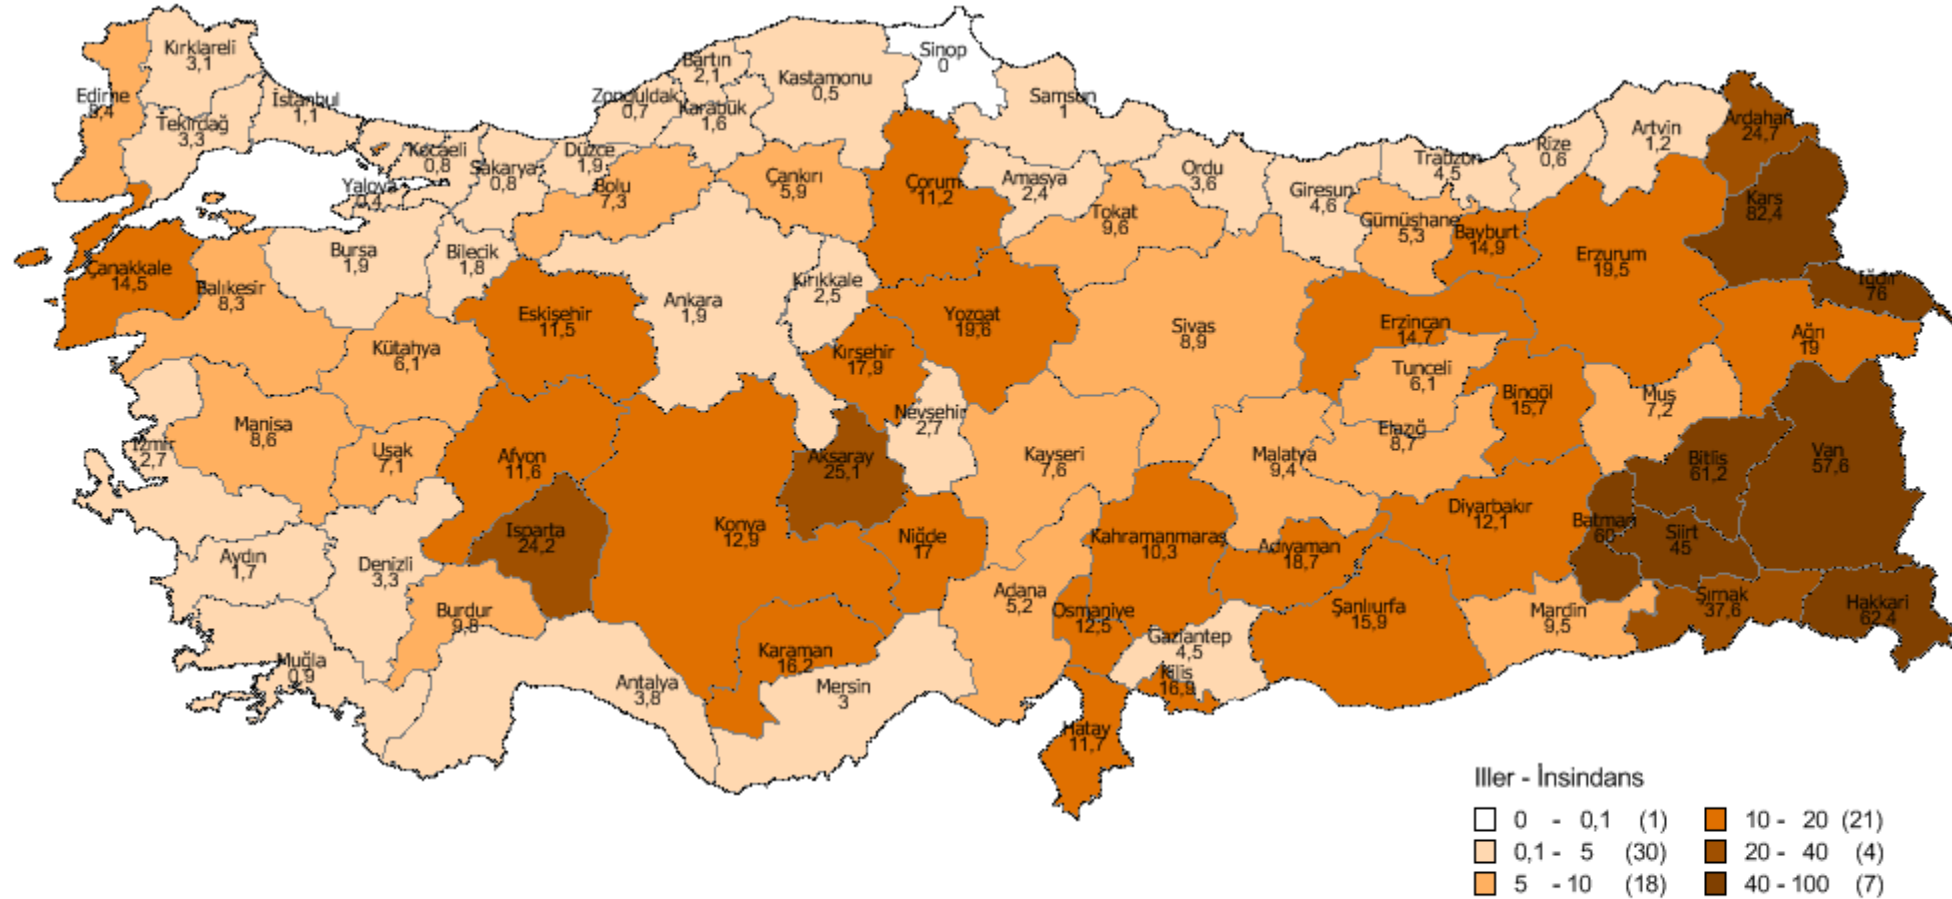 Kırklareli
3,1
Edirne
8,4
Tekirdağ
3,3
İstanbul
1,1
Kocaeli
0,8
Yalova
0,4
Sakarya
0,8
Düzce
1,9
Bolu
7,3
Zonguldak
0,7
Bartın
2,1
Karabük
1,6
Kastamonu
0,5
Sinop
0
Samsun
1
Çankırı
5,9
Çorum
11,2
Amasya
2,4
Tokat
9,6
Ordu
3,6
Giresun
4,6
Trabzon
4,5
Gümüşhane
5,3
Bayburt
14,9
Rize
0,6
Artvin
1,2
Ardahan
24,7
Kars
82,4
Iğdır
76
Erzurum
19,5
Ağrı
19
Çanakkale
14,5
Balıkesir
8,3
Bursa
1,9
Bilecik
1,8
Kütahya
6,1
Eskişehir
11,5
Ankara
1,9
Kırıkkale
2,5
Kırşehir
17,9
Yozgat
19,6
Sivas
8,9
Erzincan
14,7
Tunceli
6,1
Bingöl
15,7
Muş
7,2
Elazığ
8,7
Malatya
9,4
İzmir
2,7
Manisa
8,6
Uşak
7,1
Afyon
11,6
Isparta
24,2
Konya
12,9
Aksaray
25,1
Nevşehir
2,7
Niğde
17
Kayseri
7,6
Kahramanmaraş
10,3
Adıyaman
18,7
Diyarbakır
12,1
Batman
60
Bitlis
61,2
Siirt
45
Van
57,6
Şırnak
37,6
Hakkari
62,4
Mardin
9,5
Şanlıurfa
15,9
Gaziantep
4,5
Kilis
16,9
Osmaniye
12,5
Hatay
11,7
Adana
5,2
Mersin
3
Karaman
16,2
Antalya
3,8
Burdur
9,8
Denizli
3,3
Aydın
1,7
Muğla
0,9
Iller - İnsindans
0 - 0,1 (1)
0,1 - 5 (30)
5 - 10 (18)
10 - 20 (21)
20 - 40 (4)
40 - 100 (7)